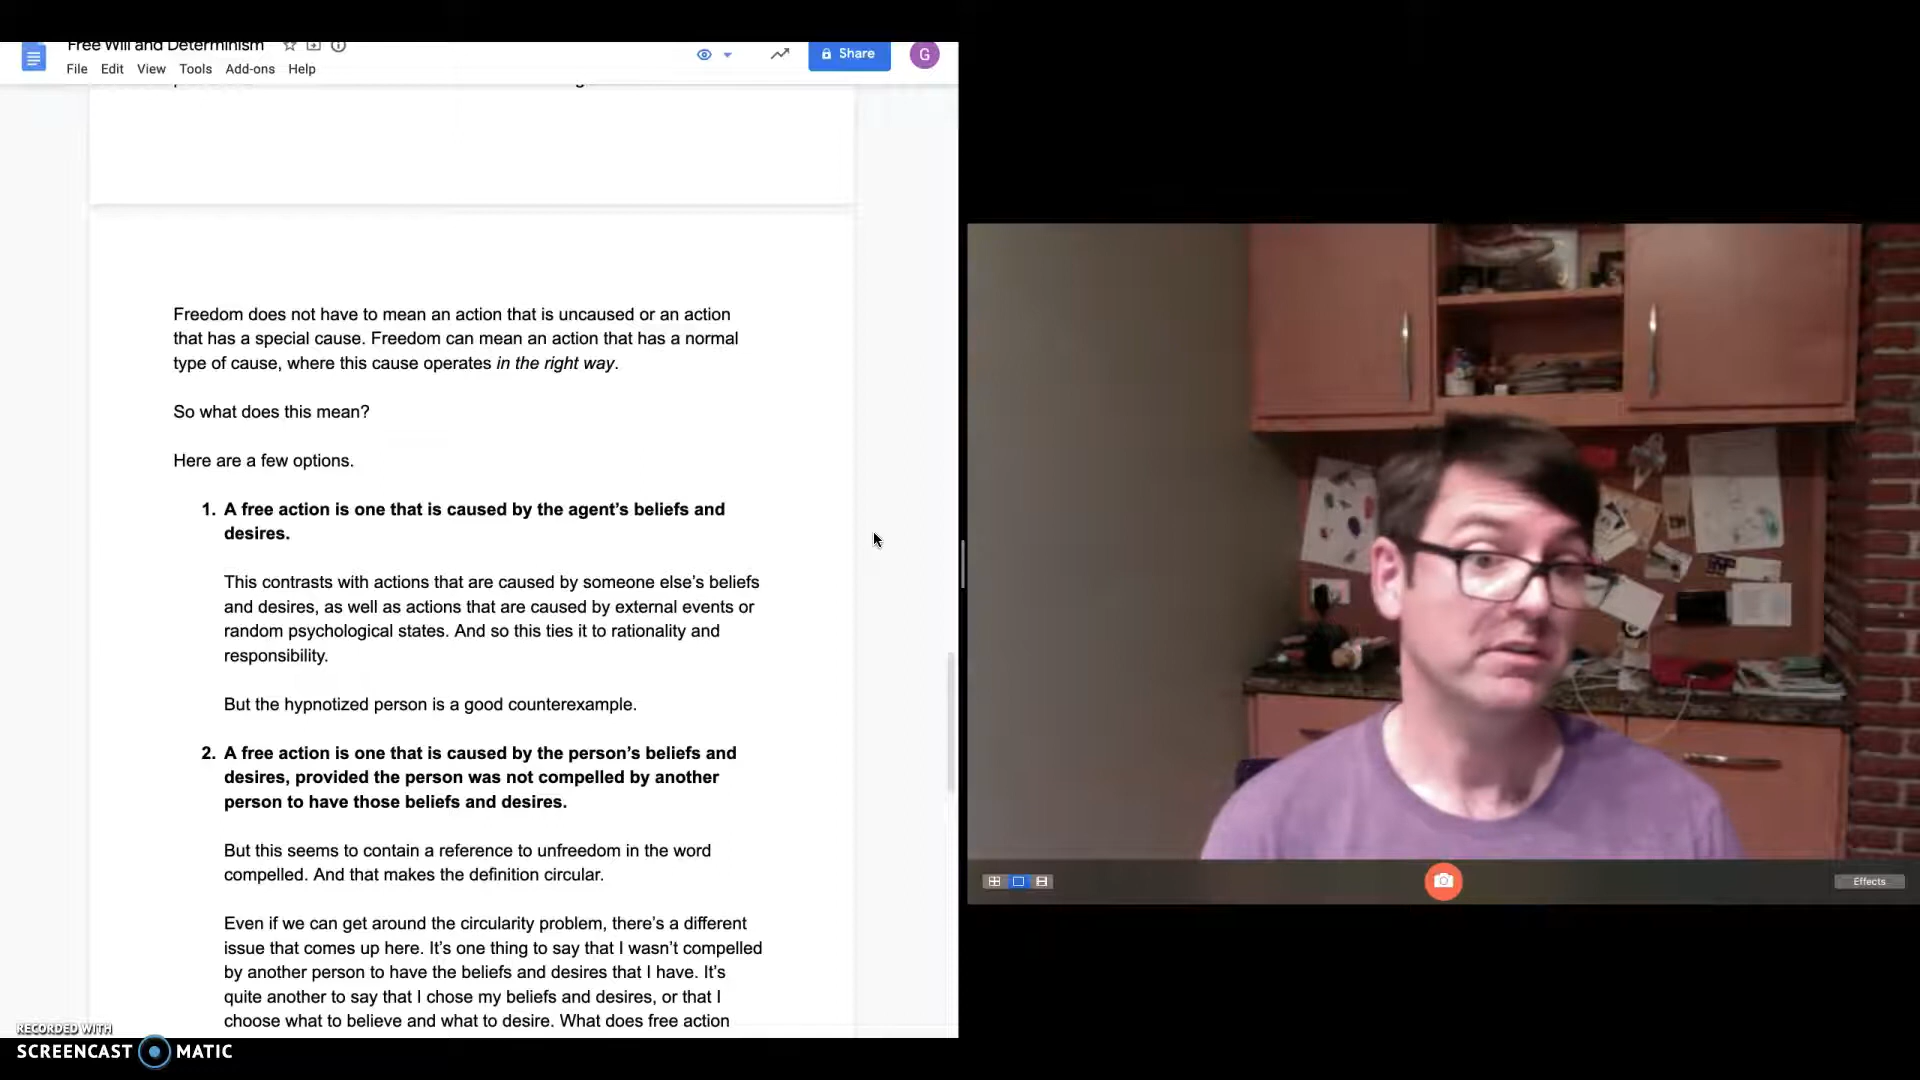 Free Will and Determinism
File Edit View Tools Add-ons Help
Share
G
Freedom does not have to mean an action that is uncaused or an action
that has a special cause. Freedom can mean an action that has a normal
type of cause, where this cause operates in the right way.
So what does this mean?
Here are a few options.
1. A free action is one that is caused by the agent’s beliefs and
desires.
This contrasts with actions that are caused by someone else’s beliefs
and desires, as well as actions that are caused by external events or
random psychological states. And so this ties it to rationality and
responsibility.
But the hypnotized person is a good counterexample.
2. A free action is one that is caused by the person’s beliefs and
desires, provided the person was not compelled by another
person to have those beliefs and desires.
But this seems to contain a reference to unfreedom in the word
compelled. And that makes the definition circular.
Even if we can get around the circularity problem, there’s a different
issue that comes up here. It’s one thing to say that I wasn’t compelled
by another person to have the beliefs and desires that I have. It’s
quite another to say that I chose my beliefs and desires, or that I
choose what to believe and what to desire. What does free action
Effects
RECORDED WITH
SCREENCAST MATIC